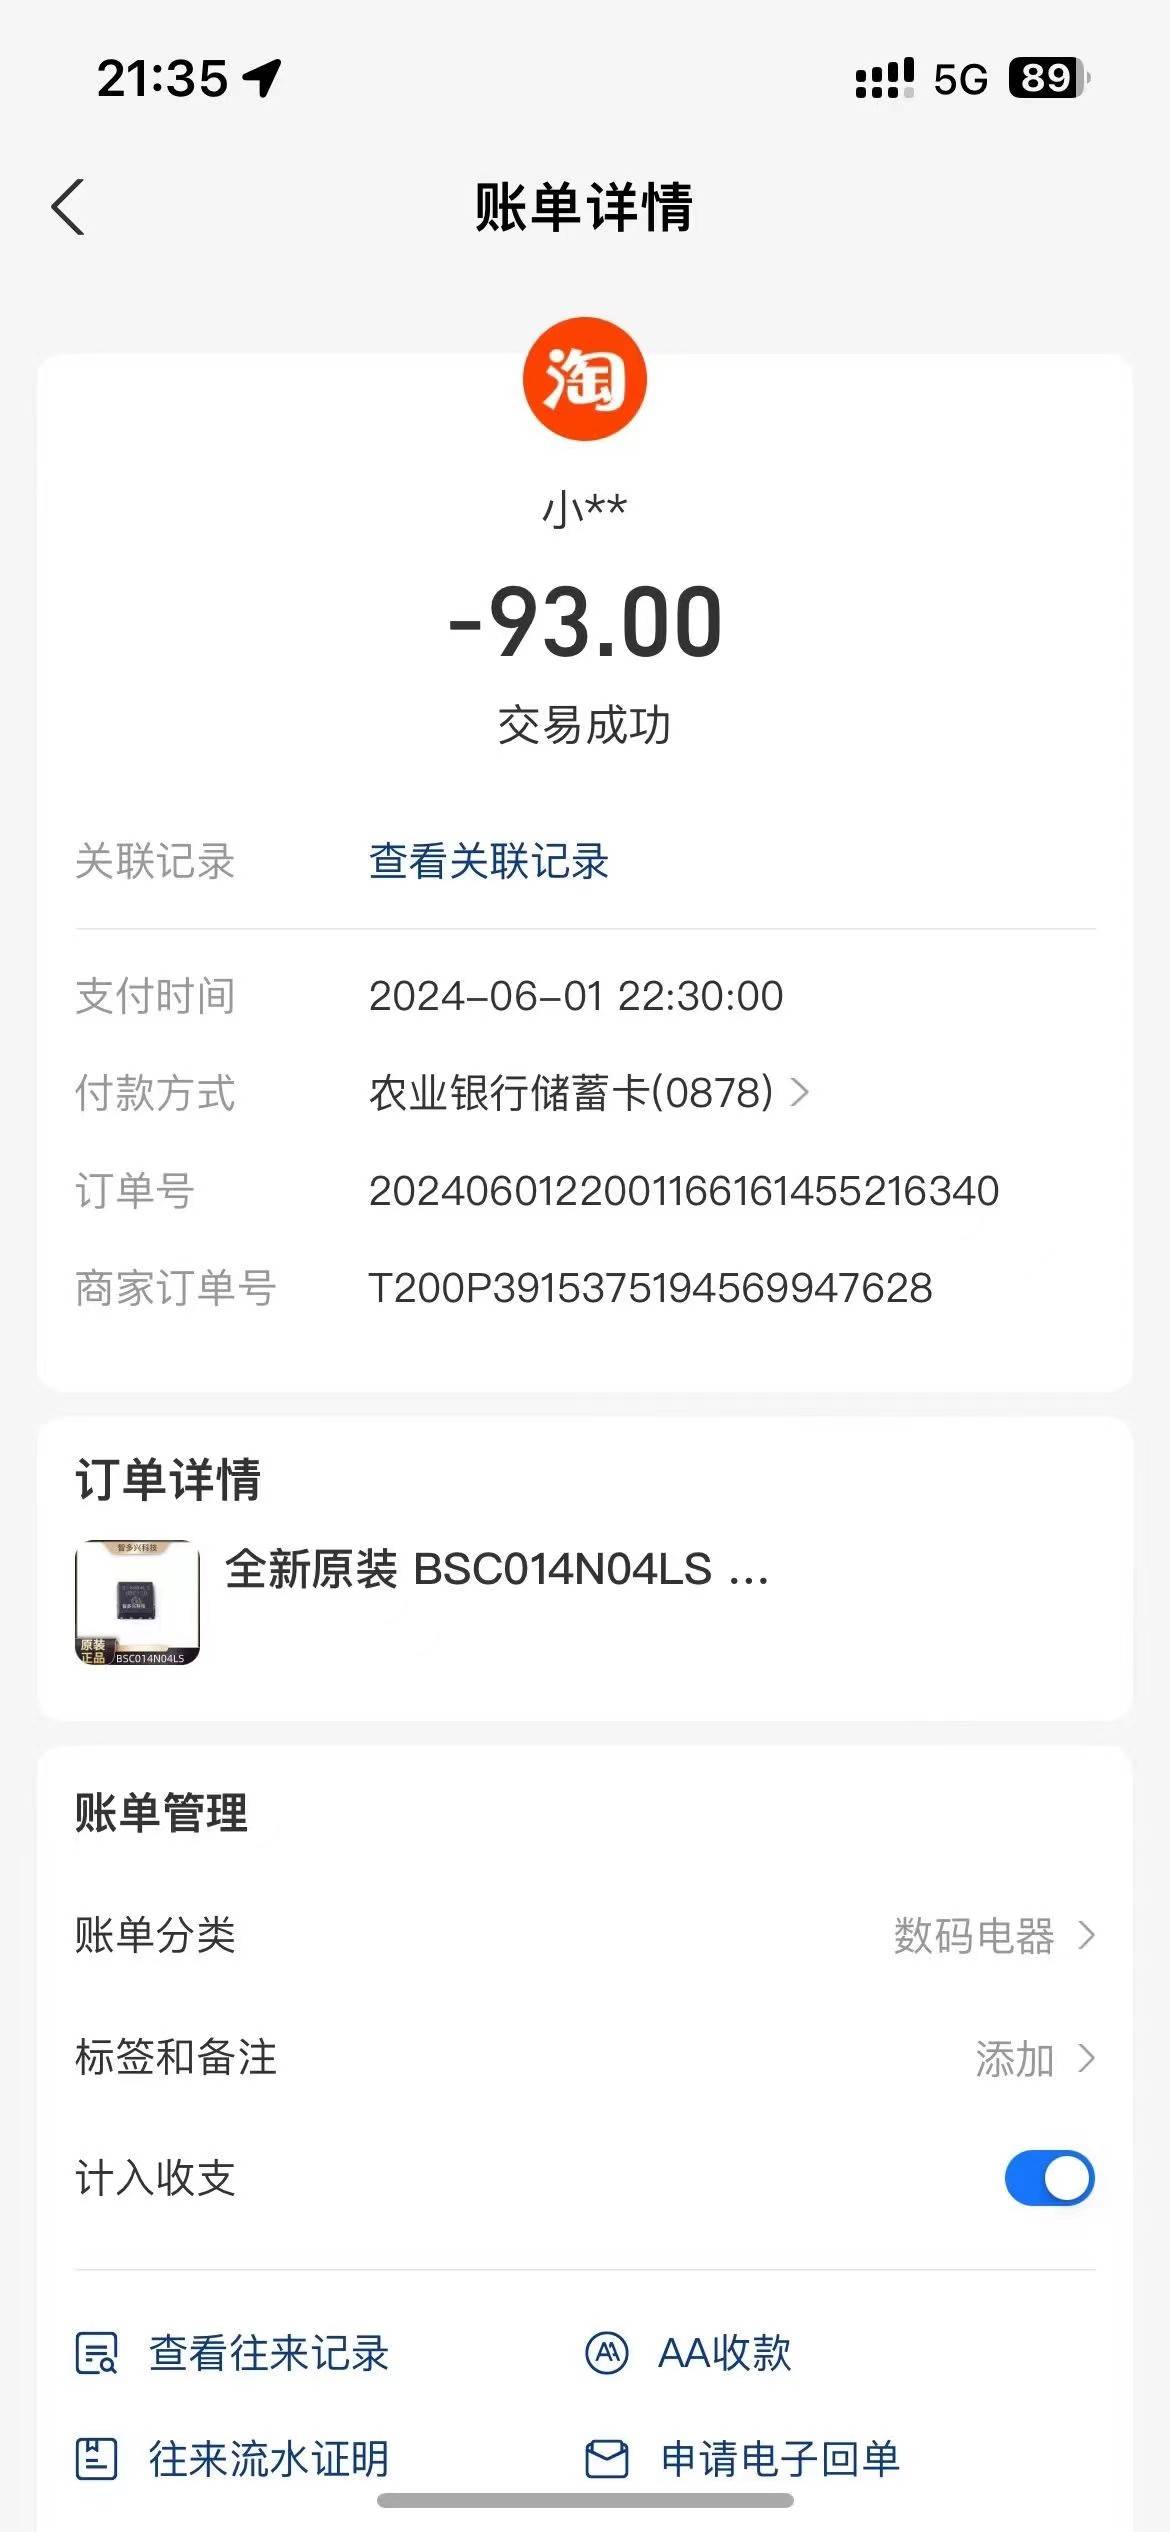 21:35 5G 89
账单详情
淘
小**
-93.00
交易成功
关联记录 查看关联记录
支付时间 2024-06-01 22:30:00
付款方式 农业银行储蓄卡(0878)
订单号 2024060122001166161455216340
商家订单号 T200P3915375194569947628
订单详情
智多兴科技
全新原装 BSC014N04LS ...
原装
正品 BSC014N04LS
账单管理
账单分类 数码电器
标签和备注 添加
计入收支
查看往来记录 AA收款
往来流水证明 申请电子回单